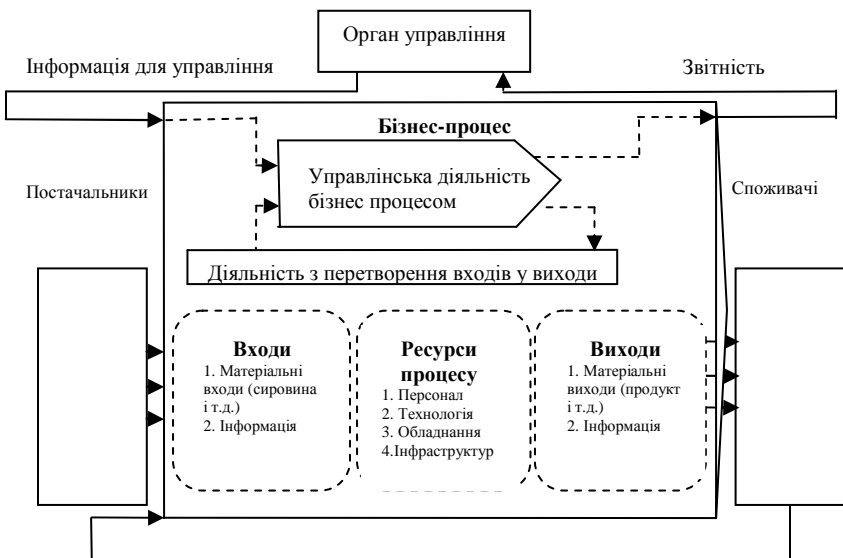 Орган управління
Інформація для управління
Звітність
Бізнес-процес
Управлінська діяльність
бізнес процесом
Постачальники
Споживачі
Діяльність з перетворення входів у виходи
Входи
1. Матеріальні
входи (сировина
і т.д.)
2. Інформація
Ресурси
процесу
1. Персонал
2. Технологія
3. Обладнання
4.Інфраструктур
Виходи
1. Матеріальні
виходи (продукт
і т.д.)
2. Інформація